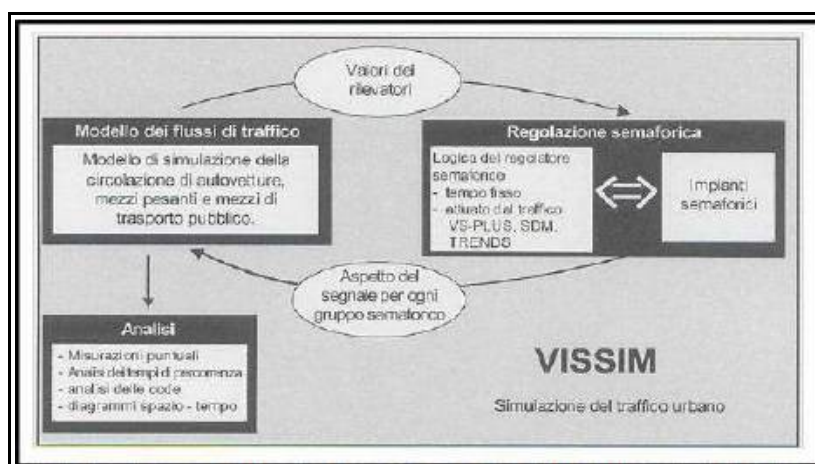 Valori dei
rilevatori
Modello dei flussi di traffico
Modello di simulazione della
circolazione di autovetture,
mezzi pesanti e mezzi di
trasporto pubblico.
Regolazione semaforica
Logica del regolatore
semaforico
- tempo fisso
- attuato dal traffico
VS-PLUS, SDM,
TRENDS
Impianti
semaforici
Aspetto del
segnale per ogni
gruppo semaforico
Analisi
- Misurazioni puntuali
- Analisi dei tempi di percorrenza
- analisi delle code
- diagrammi spazio - tempo
VISSIM
Simulazione del traffico urbano